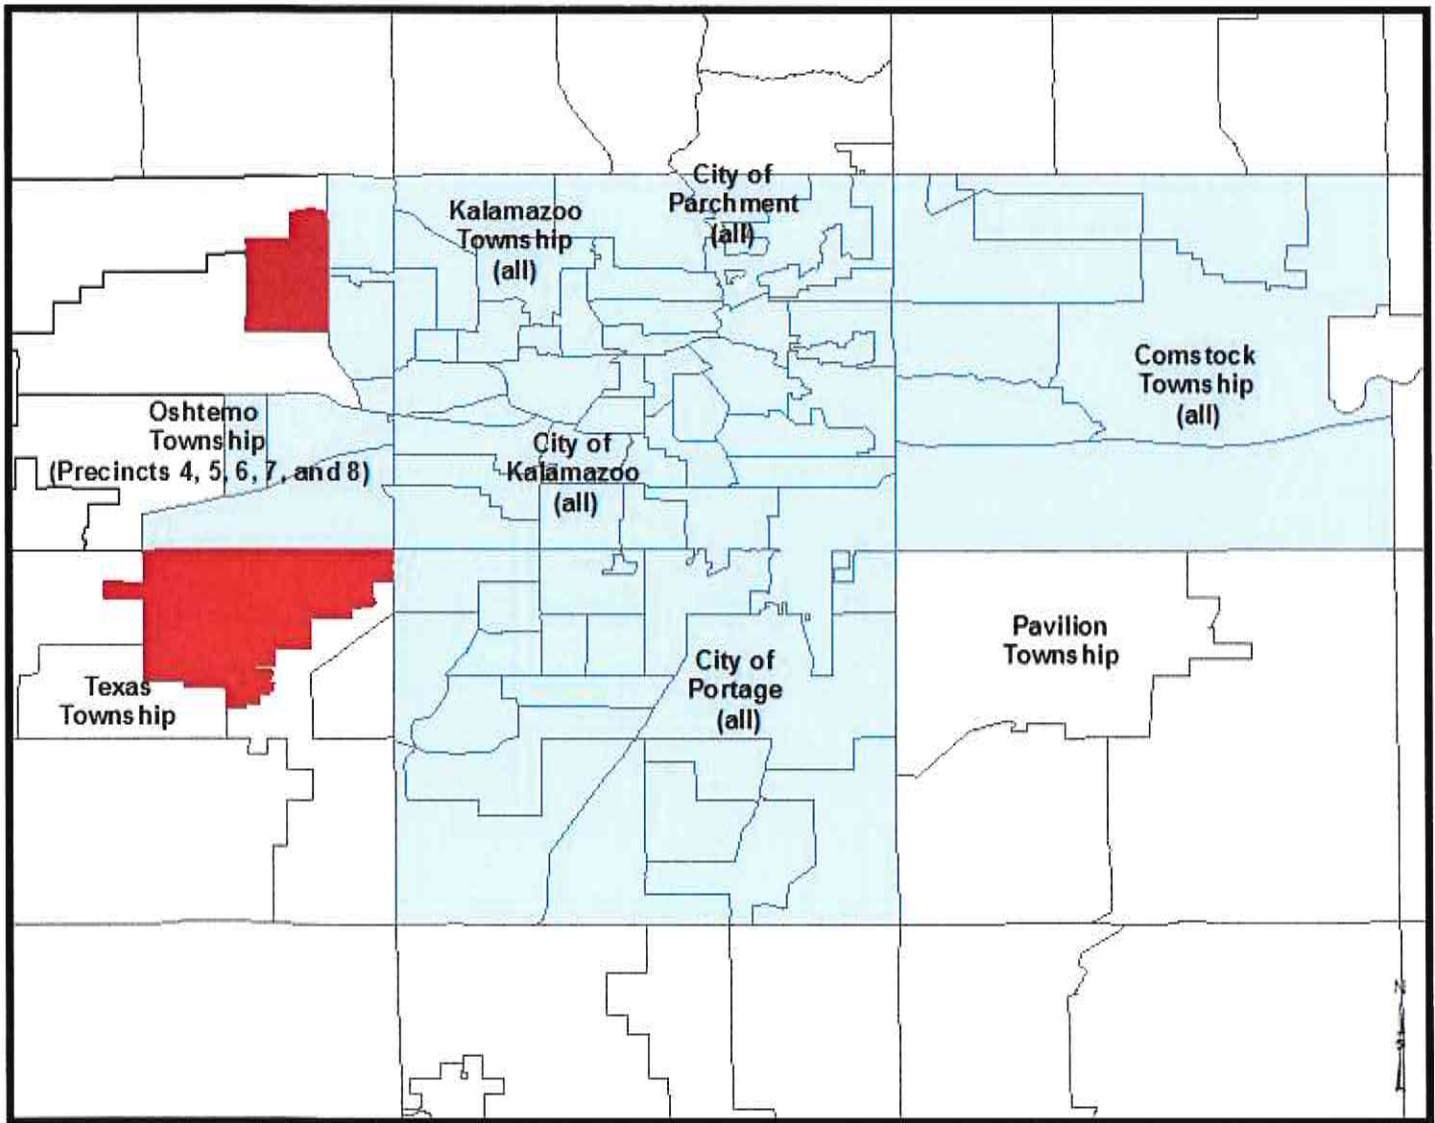 City of
Parchment
(all)
Kalamazoo
Township
(all)
Comstock
Township
(all)
Oshtemo
Township
(Precincts 4, 5, 6, 7, and 8)
City of
Kalamazoo
(all)
Pavilion
Township
City of
Portage
(all)
Texas
Township
N